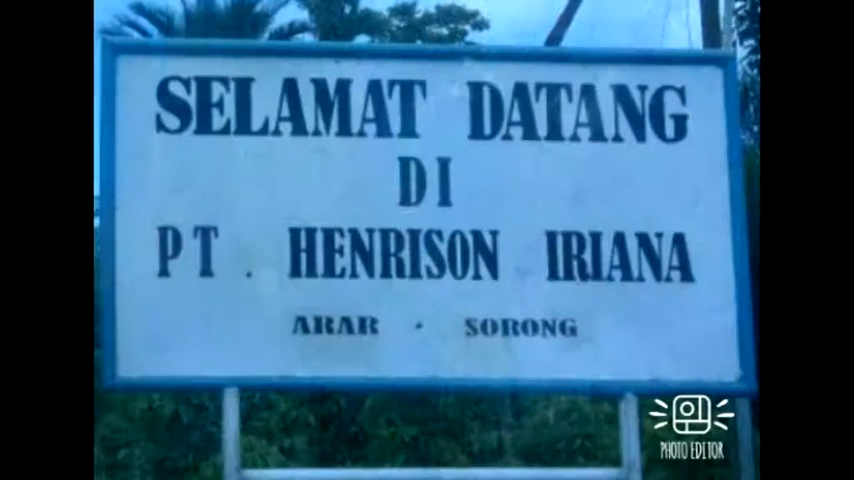 SELAMAT DATANG
DI
PT. HENRISON IRIANA
ARAR - SORONG
PHOTO EDITOR